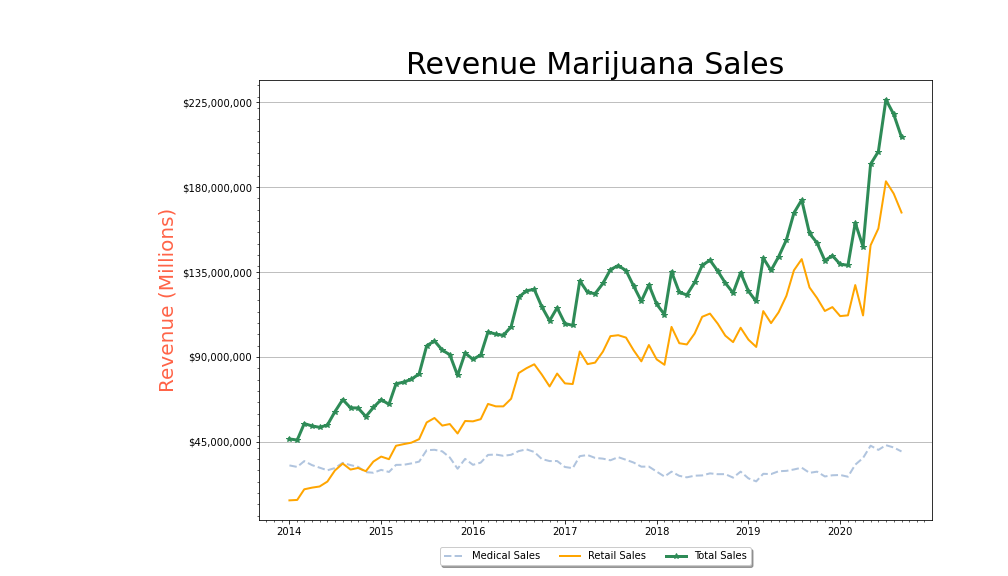 Revenue Marijuana Sales
Revenue (Millions)
$225,000,000
$180,000,000
$135,000,000
$90,000,000
$45,000,000
2014 2015 2016 2017 2018 2019 2020
Medical Sales Retail Sales Total Sales